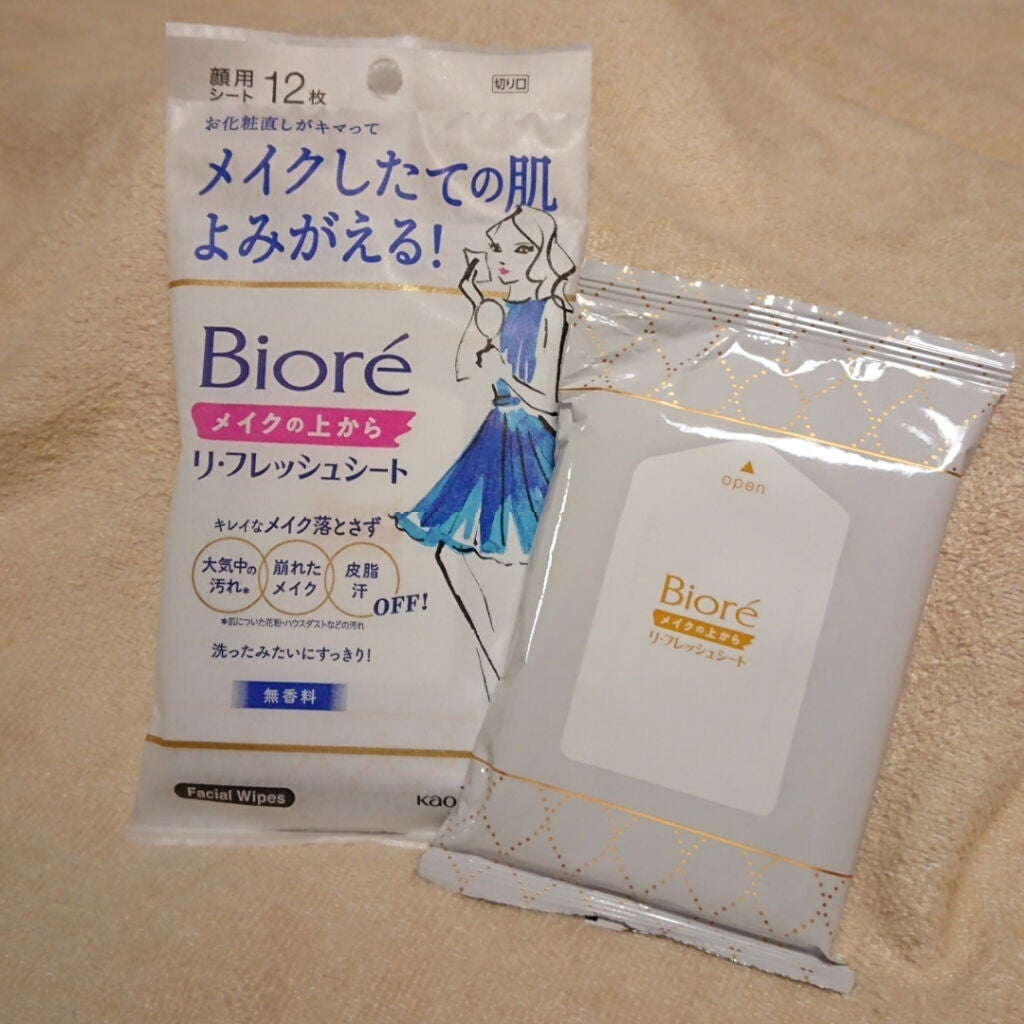 顔用
シート 12枚
切り口
お化粧直しがキマって
メイクしたての肌
よみがえる!
Bioré
メイクの上から
リ・フレッシュシート
キレイなメイク落とさず
大気中の
汚れ*
崩れた
メイク
皮脂
汗
OFF!
*肌についた花粉・ハウスダストなどの汚れ
洗ったみたいにすっきり!
無香料
Facial Wipes
Kao
open
Bioré
メイクの上から
リ・フレッシュシート